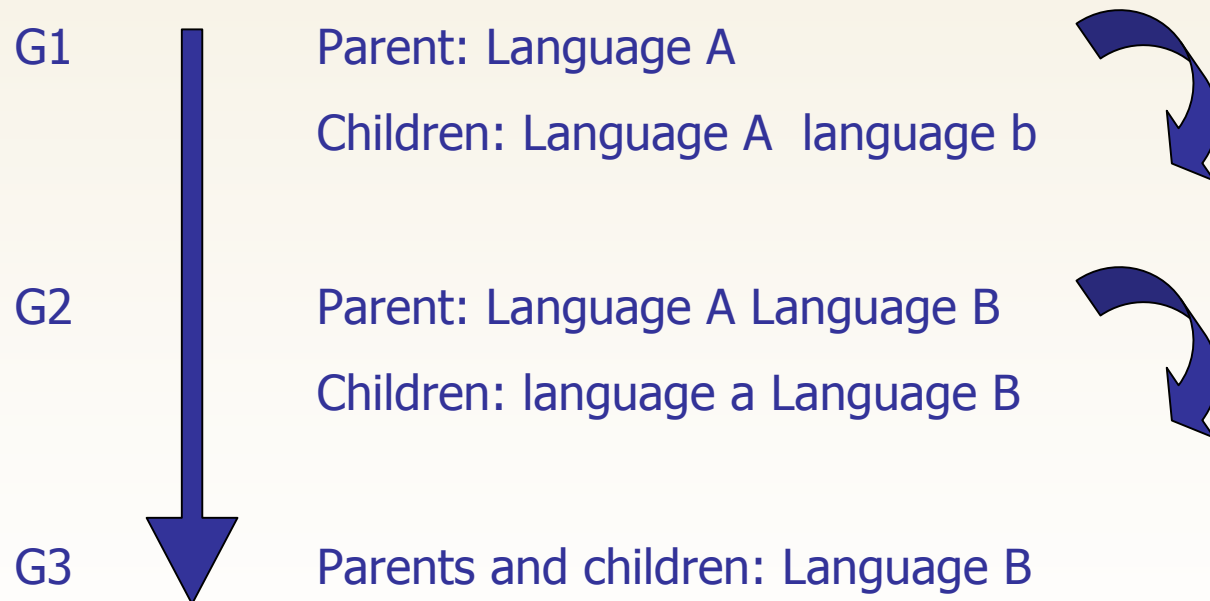 G1 Parent: Language A
Children: Language A language b
G2 Parent: Language A Language B
Children: language a Language B
G3 Parents and children: Language B